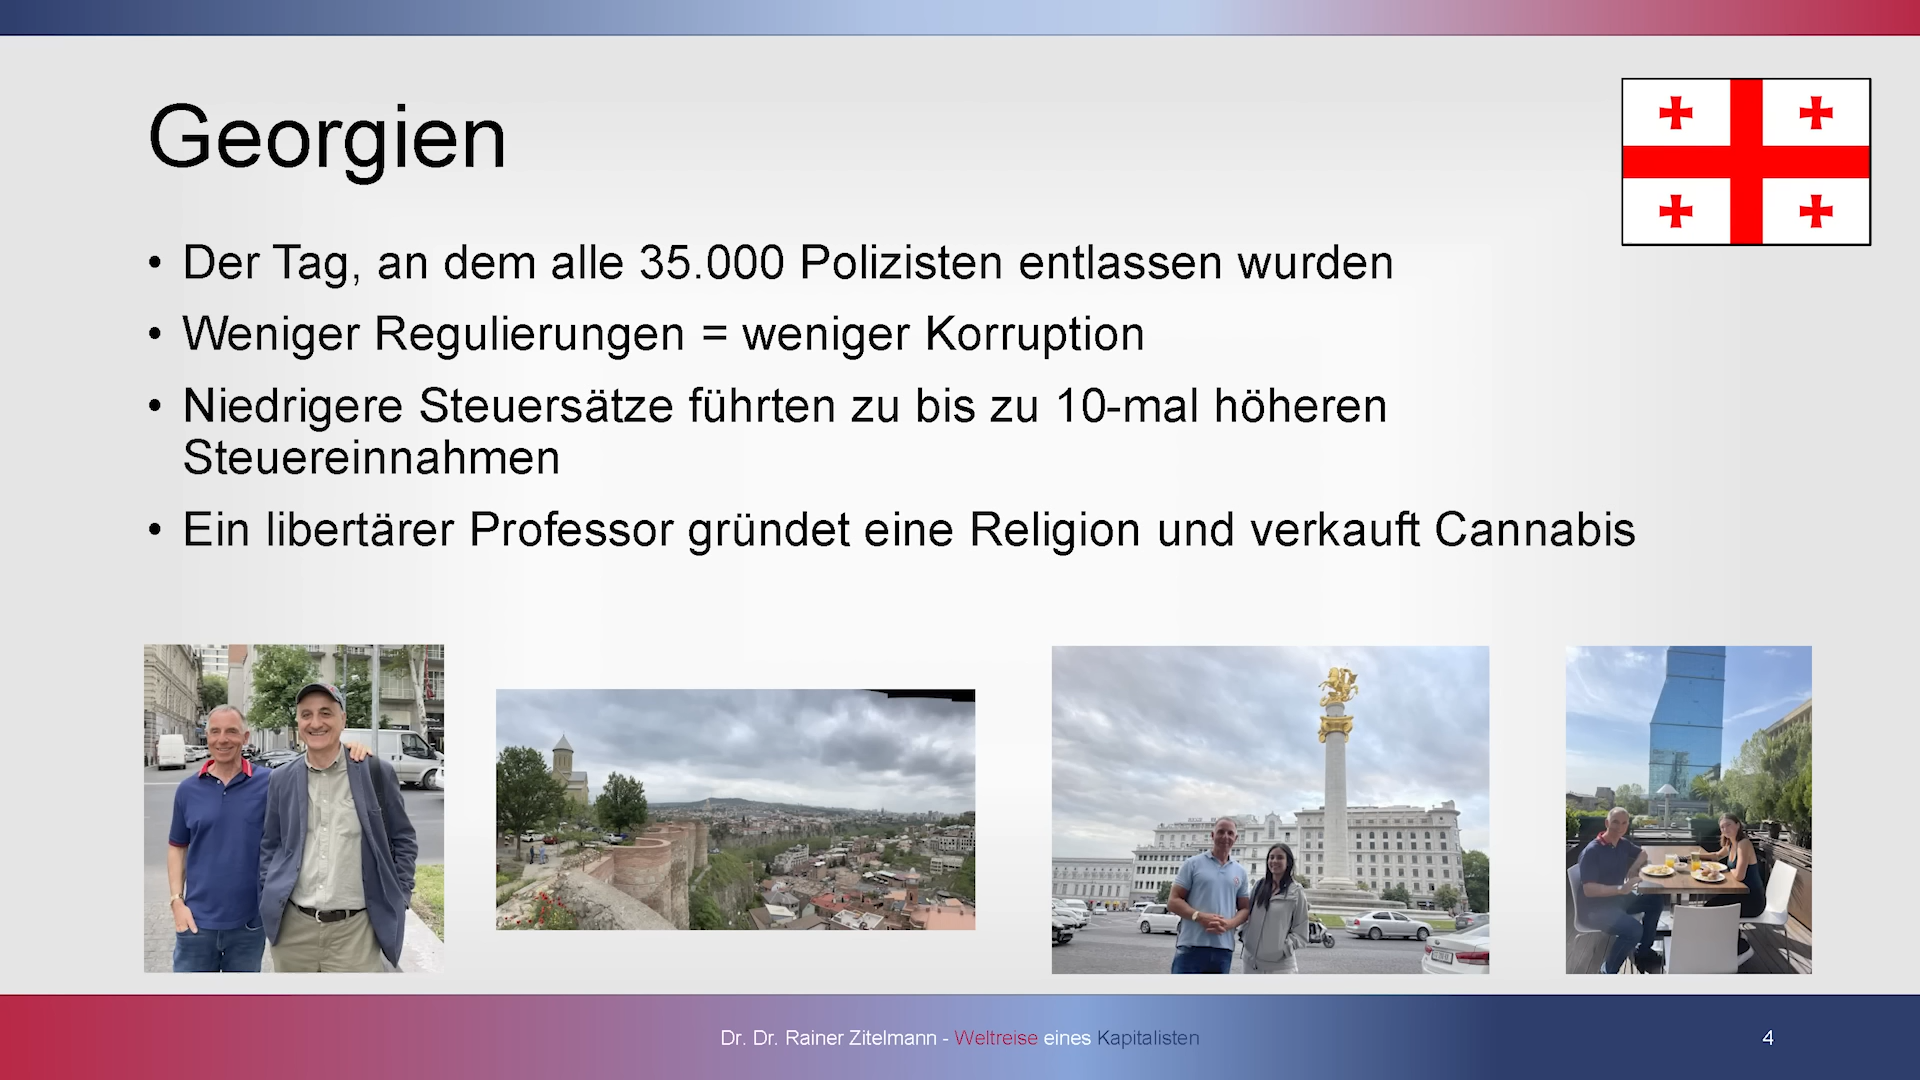 Georgien
• Der Tag, an dem alle 35.000 Polizisten entlassen wurden
• Weniger Regulierungen = weniger Korruption
• Niedrigere Steuersätze führten zu bis zu 10-mal höheren
Steuereinnahmen
• Ein libertärer Professor gründet eine Religion und verkauft Cannabis
Dr. Dr. Rainer Zitelmann - Weltreise eines Kapitalisten
4